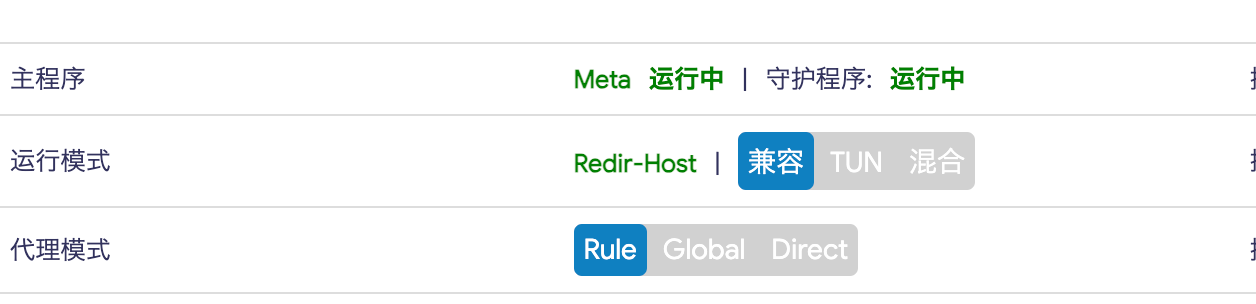 主程序 Meta 运行中 | 守护程序: 运行中
运行模式 Redir-Host | 兼容 TUN 混合
代理模式 Rule Global Direct